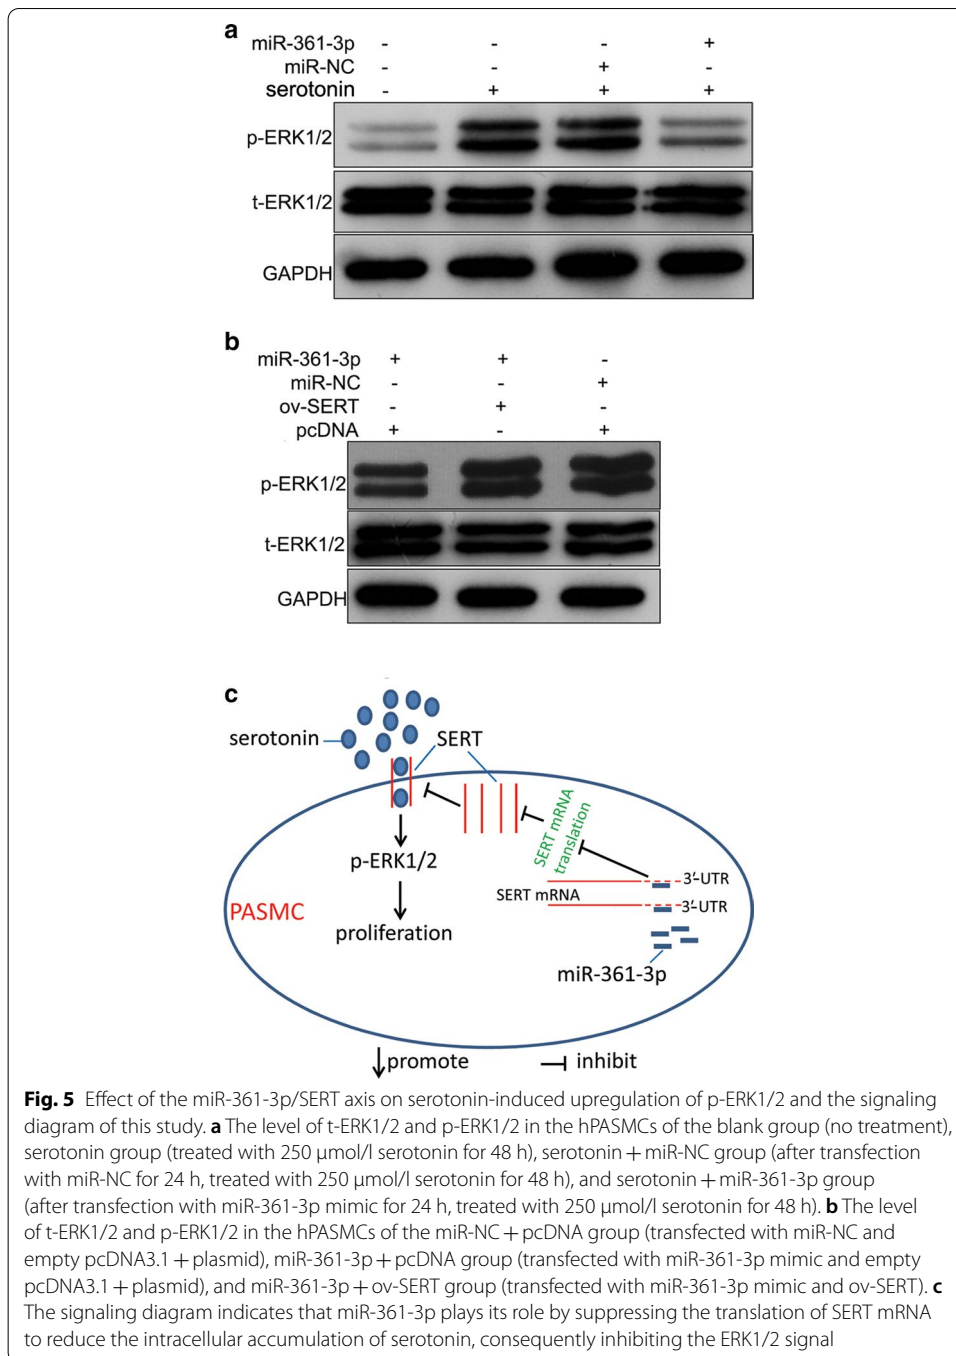 a
miR-361-3p - - - +
miR-NC - - + -
serotonin - + + +
p-ERK1/2
t-ERK1/2
GAPDH
b
miR-361-3p + + -
miR-NC - - +
ov-SERT - + -
pcDNA + - +
p-ERK1/2
t-ERK1/2
GAPDH
c
serotonin
SERT
SERT mRNA
translation
p-ERK1/2
3′-UTR
SERT mRNA
3′-UTR
PASMC
proliferation
miR-361-3p
promote
inhibit
Fig. 5 Effect of the miR-361-3p/SERT axis on serotonin-induced upregulation of p-ERK1/2 and the signaling
diagram of this study. a The level of t-ERK1/2 and p-ERK1/2 in the hPASMCs of the blank group (no treatment),
serotonin group (treated with 250 μmol/l serotonin for 48 h), serotonin + miR-NC group (after transfection
with miR-NC for 24 h, treated with 250 μmol/l serotonin for 48 h), and serotonin + miR-361-3p group
(after transfection with miR-361-3p mimic for 24 h, treated with 250 μmol/l serotonin for 48 h). b The level
of t-ERK1/2 and p-ERK1/2 in the hPASMCs of the miR-NC + pcDNA group (transfected with miR-NC and
empty pcDNA3.1 + plasmid), miR-361-3p + pcDNA group (transfected with miR-361-3p mimic and empty
pcDNA3.1 + plasmid), and miR-361-3p + ov-SERT group (transfected with miR-361-3p mimic and ov-SERT). c
The signaling diagram indicates that miR-361-3p plays its role by suppressing the translation of SERT mRNA
to reduce the intracellular accumulation of serotonin, consequently inhibiting the ERK1/2 signal